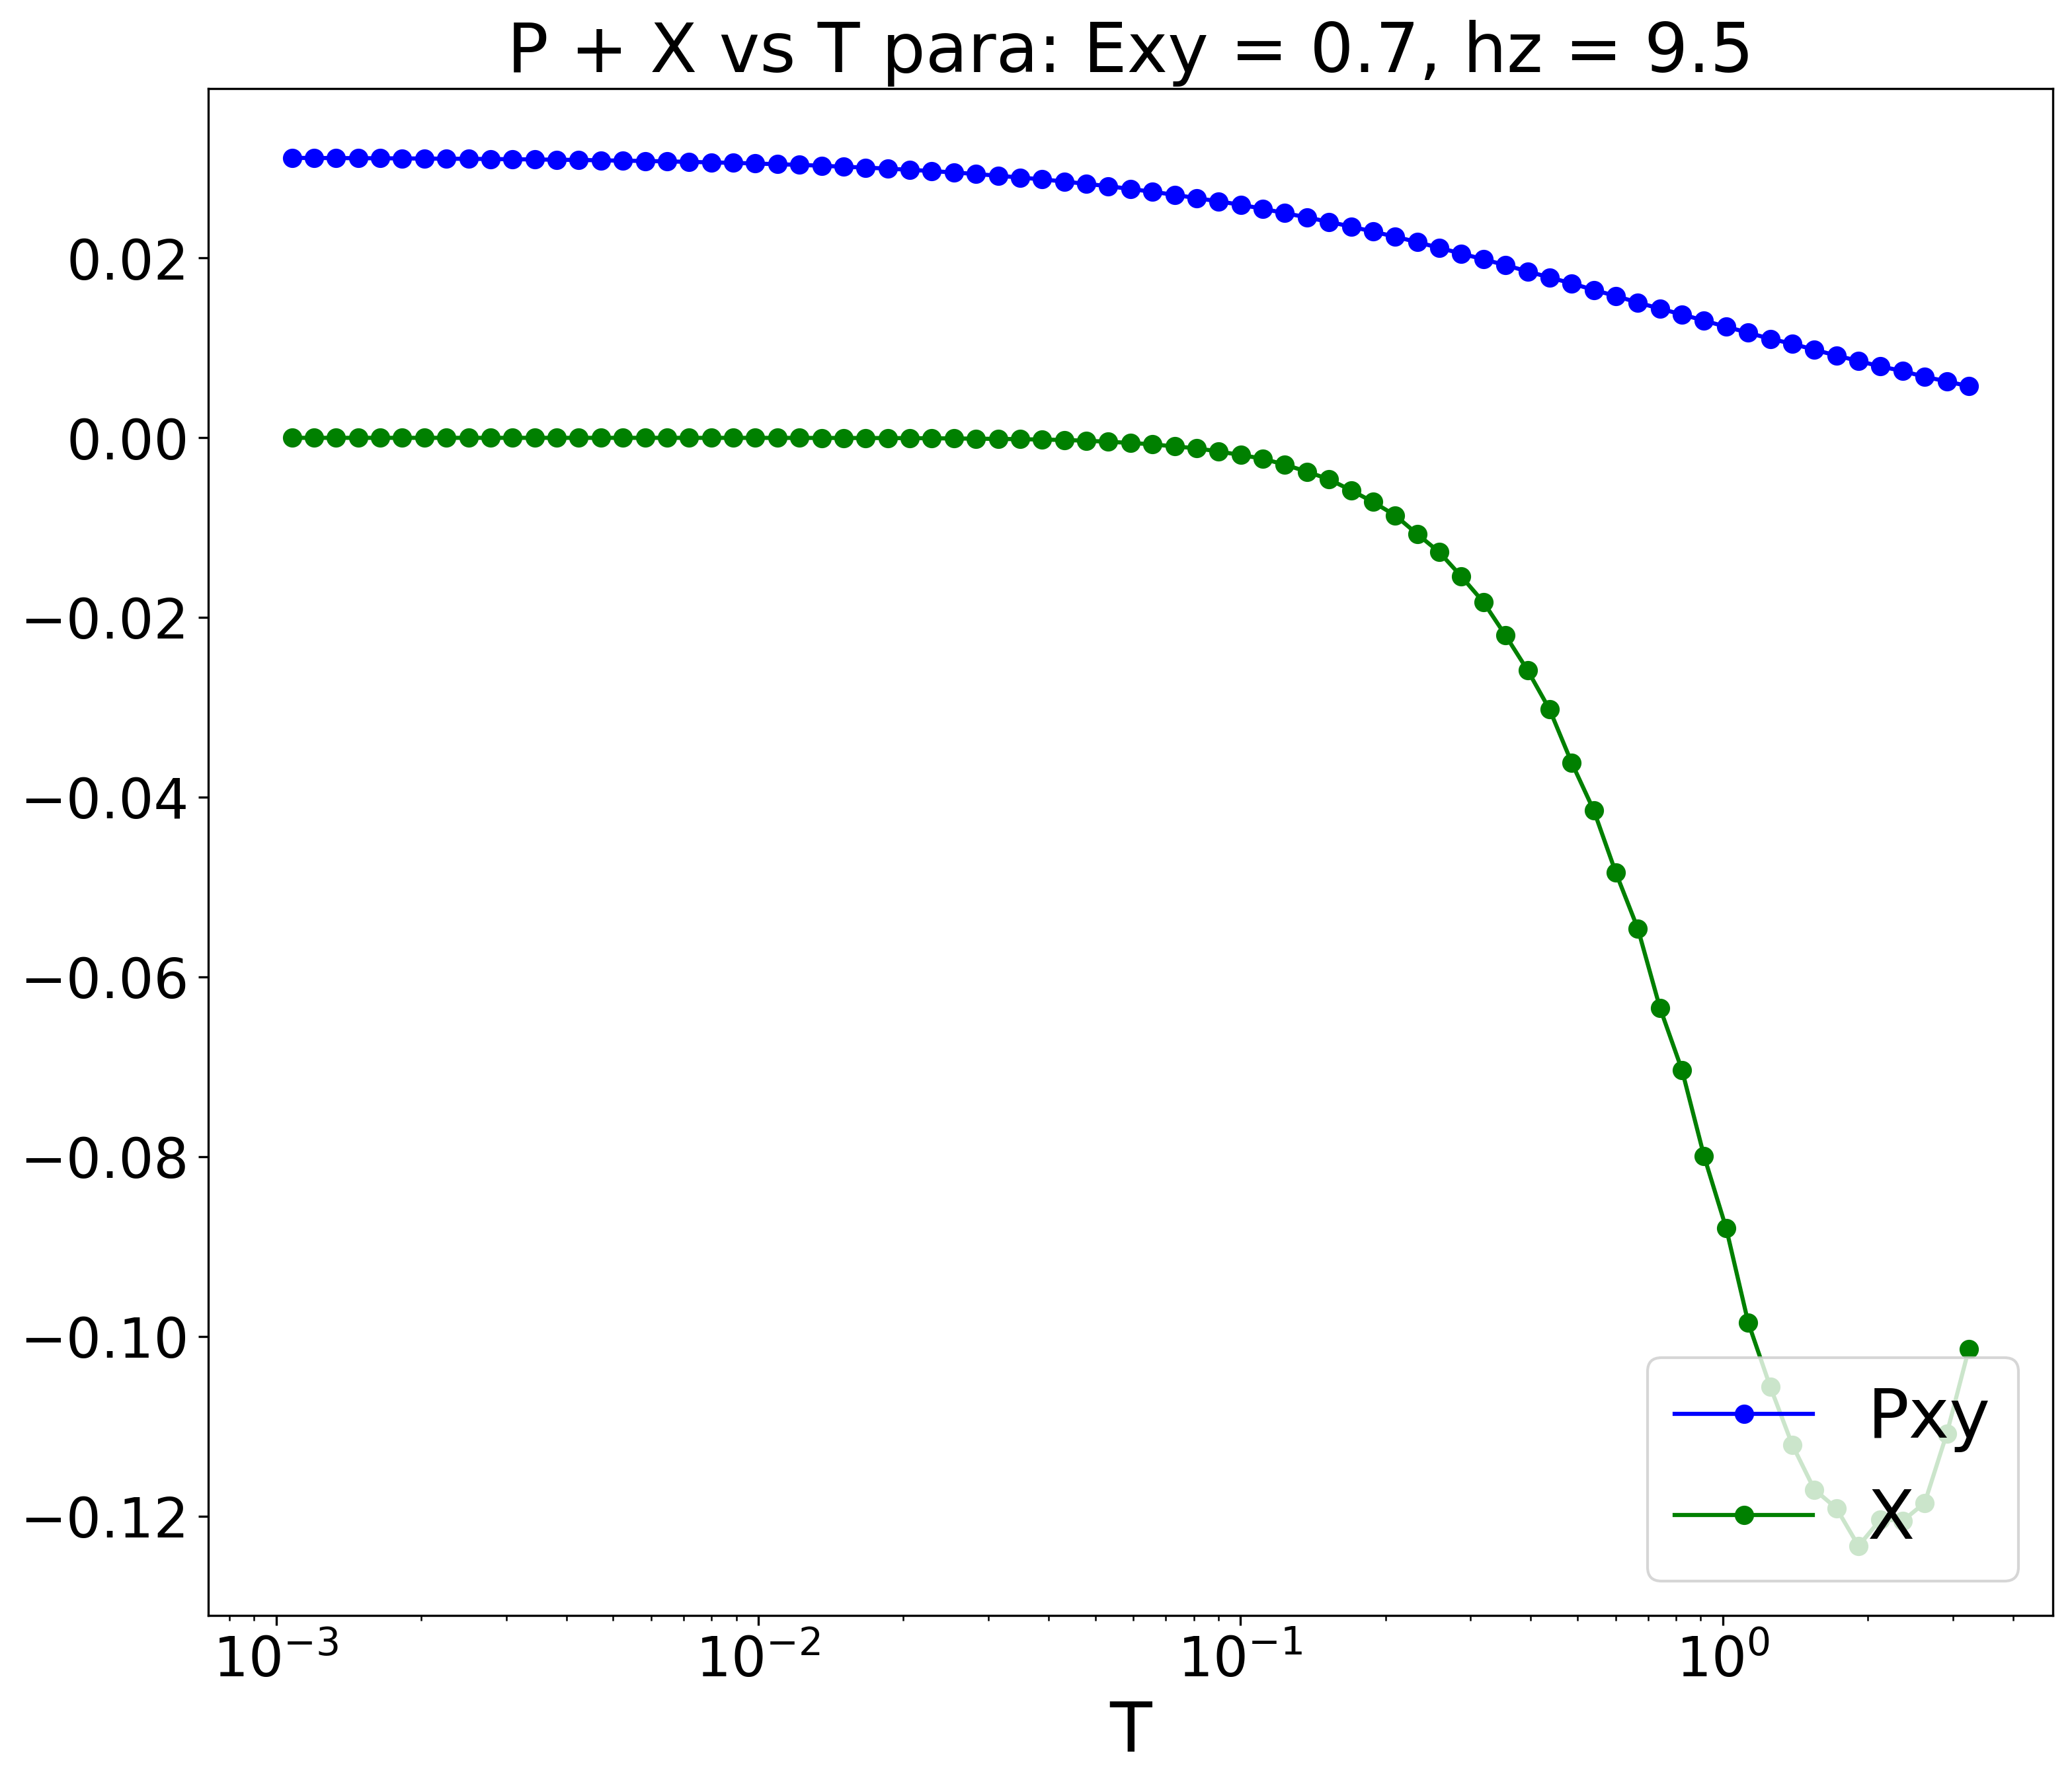 P + X vs T para: Exy = 0.7, hz = 9.5
0.02
0.00
−0.02
−0.04
−0.06
−0.08
−0.10
−0.12
Pxy
X
10⁻³ 10⁻² 10⁻¹ 10⁰
T